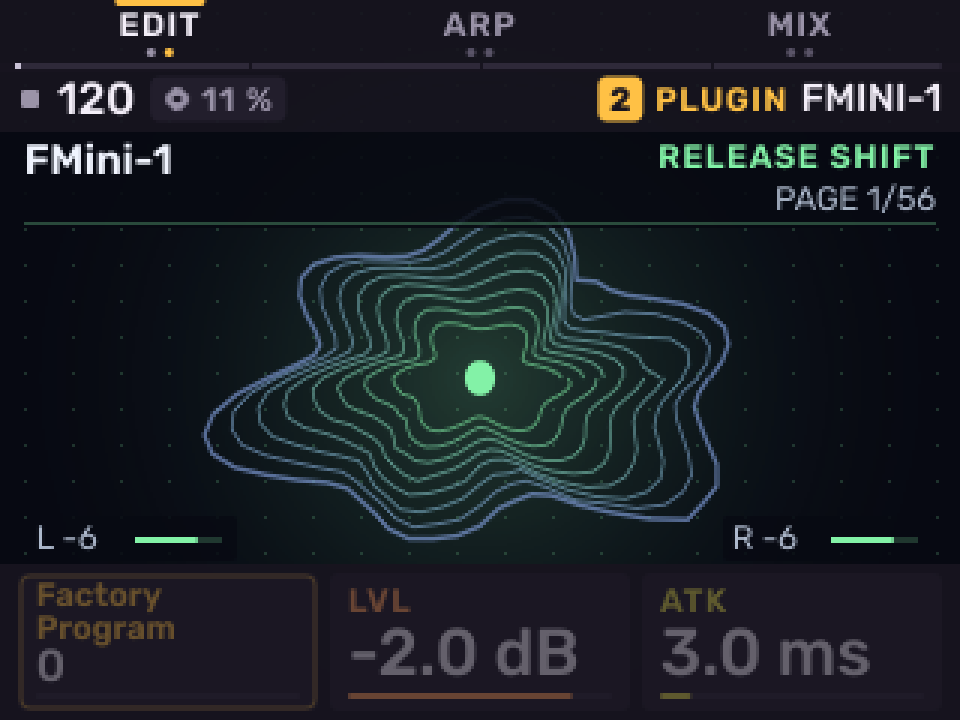 EDIT ARP MIX
120 11 % 2 PLUGIN FMINI-1
FMini-1 RELEASE SHIFT
PAGE 1/56
L -6 R -6
Factory
Program
0
LVL
-2.0 dB
ATK
3.0 ms